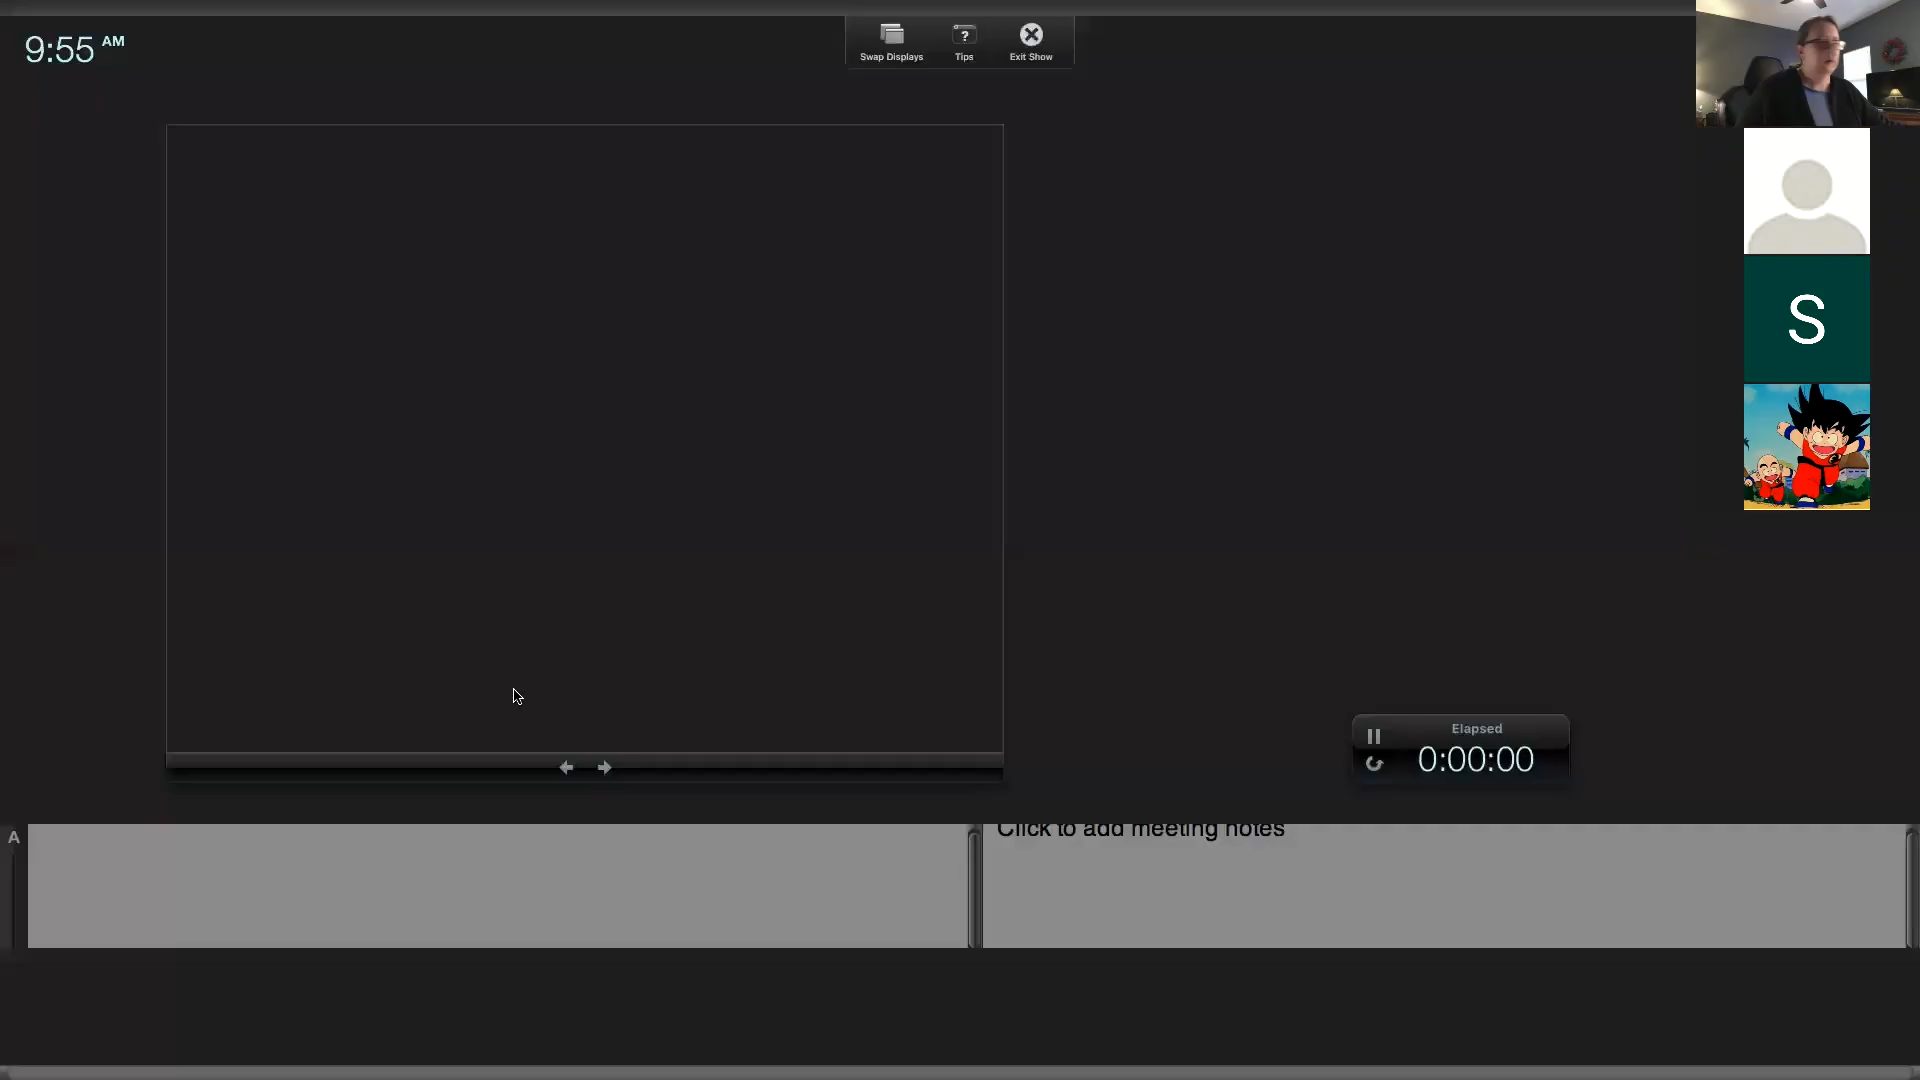 9:55 AM
Swap Displays
Tips
Exit Show
S
Elapsed
0:00:00
A
Click to add meeting notes